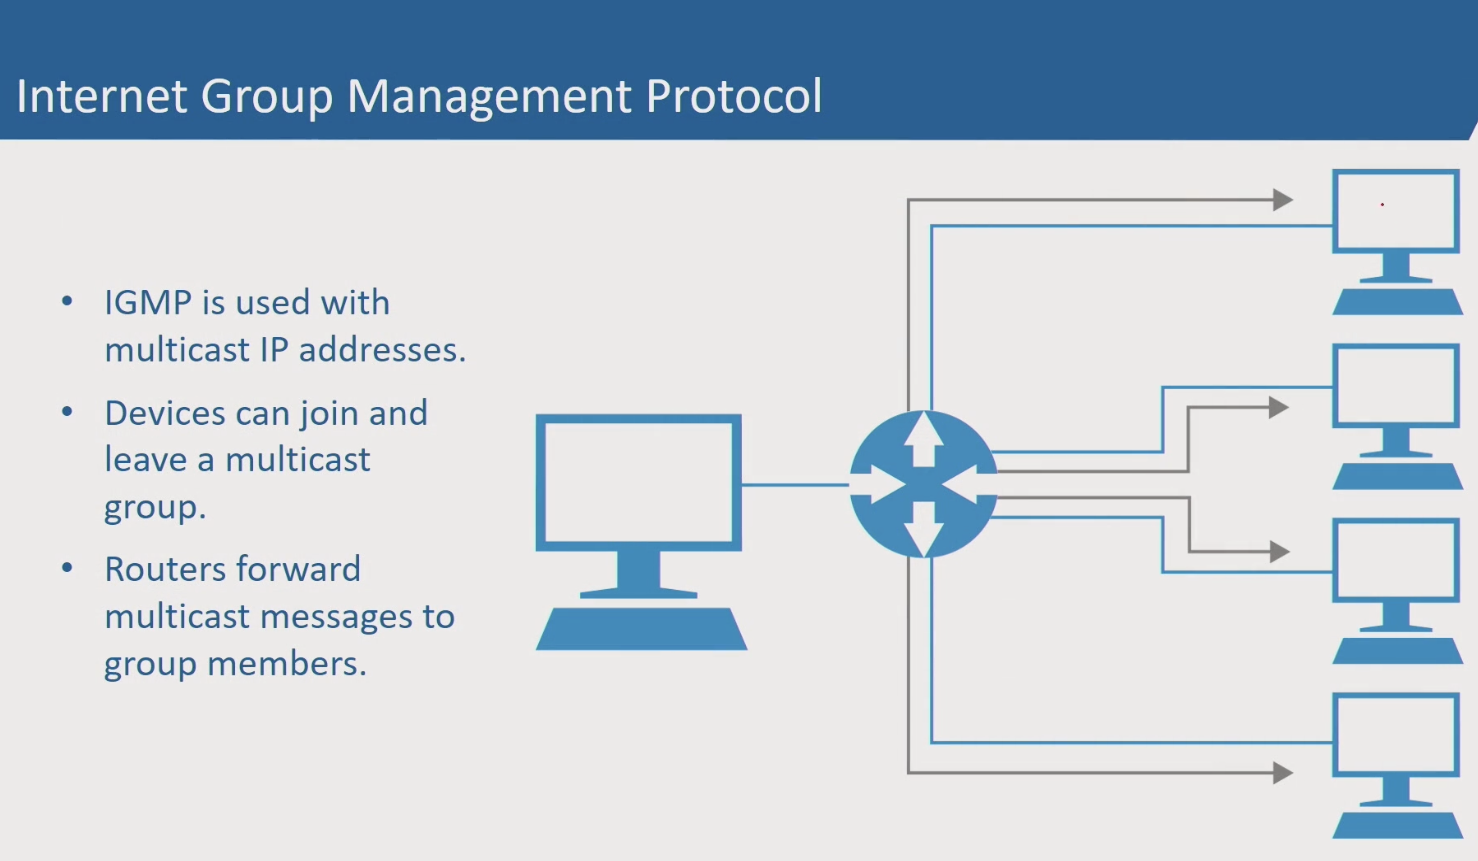 Internet Group Management Protocol
• IGMP is used with
multicast IP addresses.
• Devices can join and
leave a multicast
group.
• Routers forward
multicast messages to
group members.